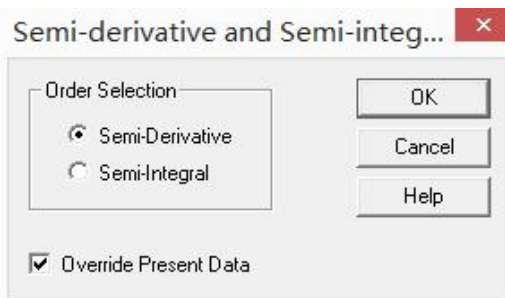 Semi-derivative and Semi-integ...
Order Selection
Semi-Derivative
Semi-Integral
OK
Cancel
Help
Override Present Data